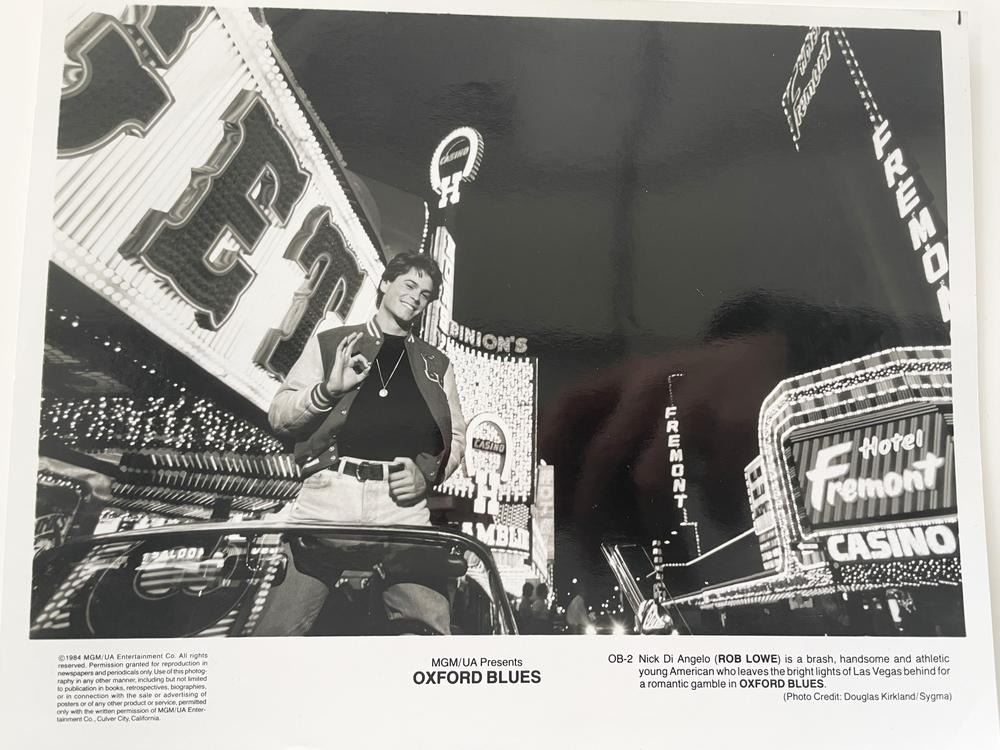 ET
CASINO
H
BINION'S
CASINO
H
FREMONT
Fremont
FREMON
Hotel
Fremont
CASINO
SALOON
©1984 MGM/UA Entertainment Co. All rights
reserved. Permission granted for reproduction in
newspapers and periodicals only. Use of this photog-
raphy in any other manner, including but not limited
to publication in books, retrospectives, biographies,
or in connection with the sale or advertising of
posters or of any other product or service, permitted
only with the written permission of MGM/UA Enter-
tainment Co., Culver City, California.
MGM/UA Presents
OXFORD BLUES
OB-2 Nick Di Angelo (ROB LOWE) is a brash, handsome and athletic
young American who leaves the bright lights of Las Vegas behind for
a romantic gamble in OXFORD BLUES.
(Photo Credit: Douglas Kirkland/Sygma)